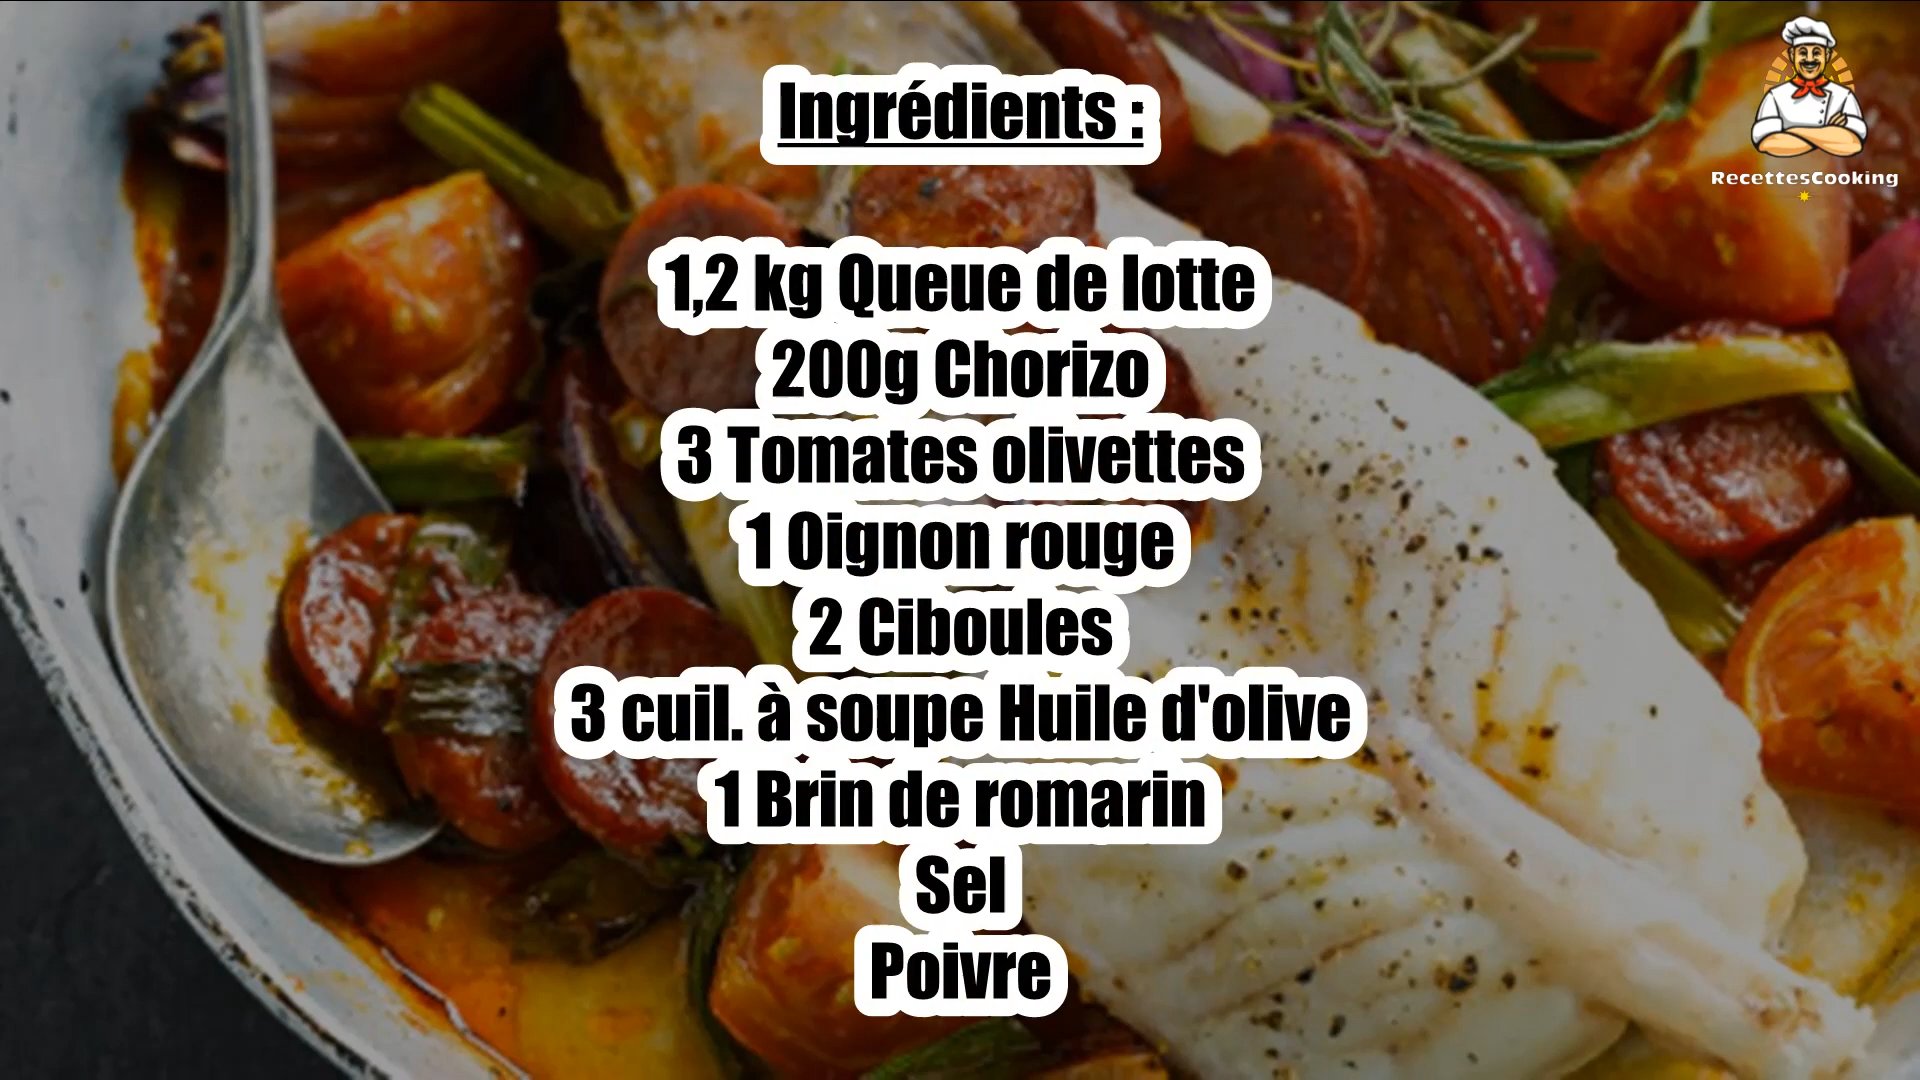 Ingrédients :
RecettesCooking
1,2 kg Queue de lotte
200g Chorizo
3 Tomates olivettes
1 Oignon rouge
2 Ciboules
3 cuil. à soupe Huile d'olive
1 Brin de romarin
Sel
Poivre